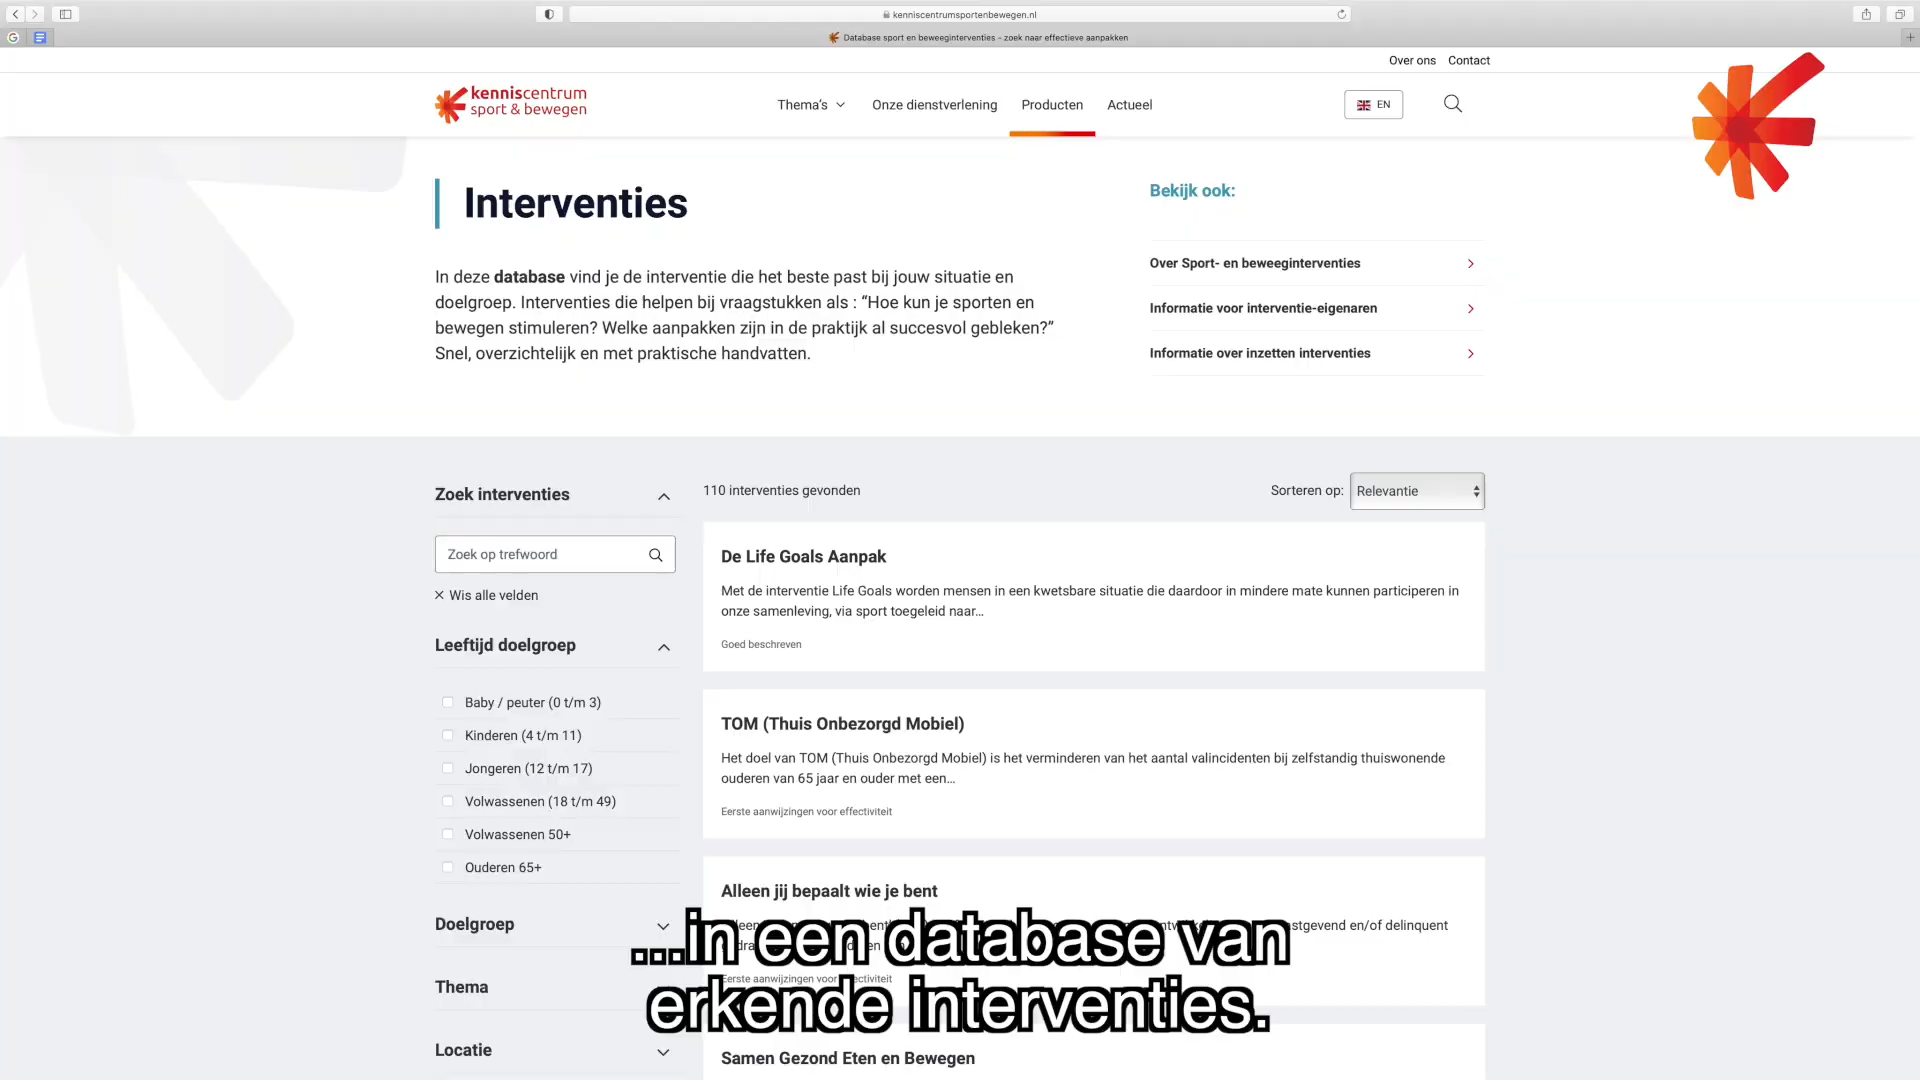 kenniscentrumsportenbewegen.nl
Database sport en beweeginterventies – zoek naar effectieve aanpakken
Over ons Contact
kenniscentrum
sport & bewegen
Thema's Onze dienstverlening Producten Actueel
EN
Interventies
In deze database vind je de interventie die het beste past bij jouw situatie en
doelgroep. Interventies die helpen bij vraagstukken als : “Hoe kun je sporten en
bewegen stimuleren? Welke aanpakken zijn in de praktijk al succesvol gebleken?”
Snel, overzichtelijk en met praktische handvatten.
Bekijk ook:
Over Sport- en beweeginterventies
Informatie voor interventie-eigenaren
Informatie over inzetten interventies
Zoek interventies
Zoek op trefwoord
Wis alle velden
Leeftijd doelgroep
Baby / peuter (0 t/m 3)
Kinderen (4 t/m 11)
Jongeren (12 t/m 17)
Volwassenen (18 t/m 49)
Volwassenen 50+
Ouderen 65+
Doelgroep
Thema
Locatie
110 interventies gevonden
Sorteren op: Relevantie
De Life Goals Aanpak
Met de interventie Life Goals worden mensen in een kwetsbare situatie die daardoor in mindere mate kunnen participeren in
onze samenleving, via sport toegeleid naar...
Goed beschreven
TOM (Thuis Onbezorgd Mobiel)
Het doel van TOM (Thuis Onbezorgd Mobiel) is het verminderen van het aantal valincidenten bij zelfstandig thuiswonende
ouderen van 65 jaar en ouder met een...
Eerste aanwijzingen voor effectiviteit
Alleen jij bepaalt wie je bent
en/of delinquent
Eerste aanwijzingen voor effectiviteit
Samen Gezond Eten en Bewegen
...in een database van
erkende interventies.